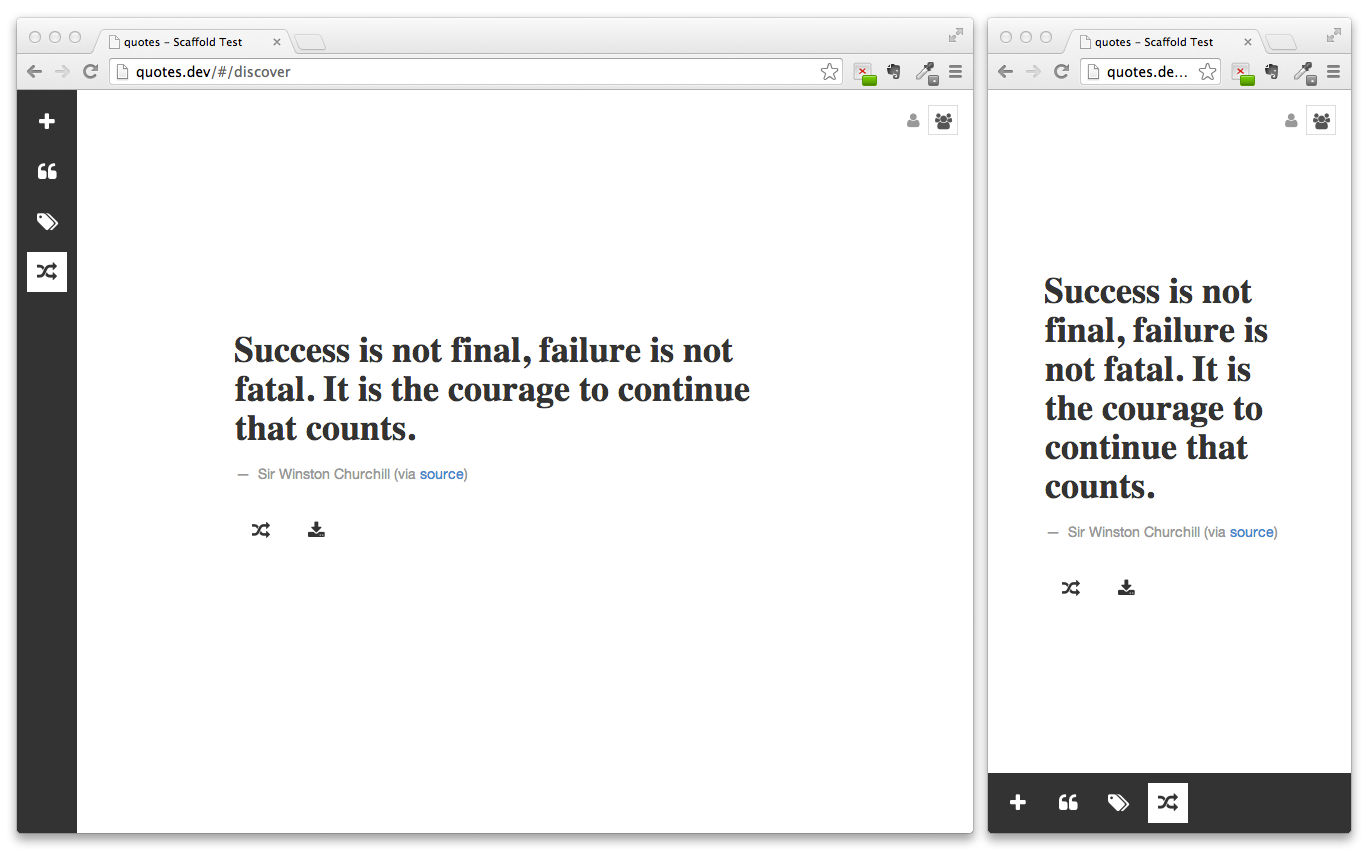 quotes – Scaffold Test
quotes.dev/#/discover
Success is not final, failure is not
fatal. It is the courage to continue
that counts.
— Sir Winston Churchill (via source)
quotes – Scaffold Test
quotes.de...
Success is not
final, failure is
not fatal. It is
the courage to
continue that
counts.
— Sir Winston Churchill (via source)